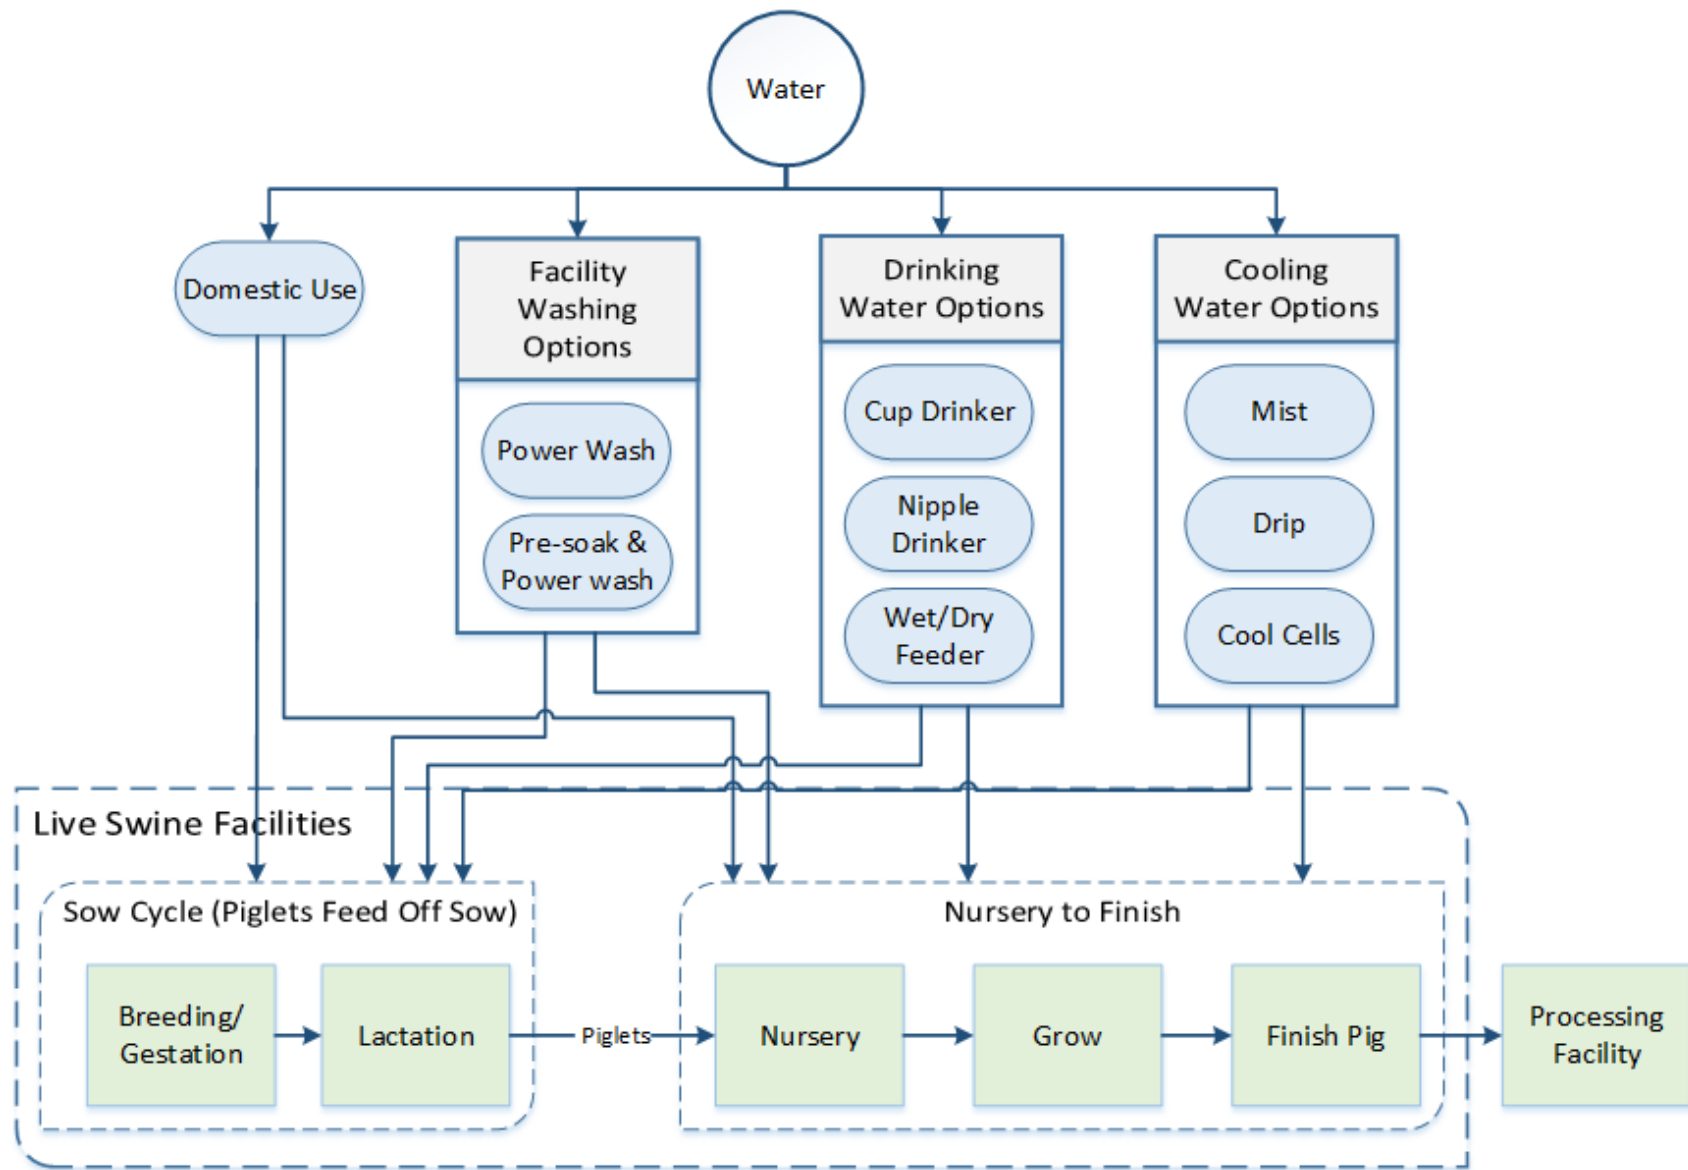 Water
Domestic Use
Facility
Washing
Options
Power Wash
Pre-soak &
Power wash
Drinking
Water Options
Cup Drinker
Nipple
Drinker
Wet/Dry
Feeder
Cooling
Water Options
Mist
Drip
Cool Cells
Live Swine Facilities
Sow Cycle (Piglets Feed Off Sow)
Breeding/
Gestation
Lactation
Piglets
Nursery to Finish
Nursery
Grow
Finish Pig
Processing
Facility